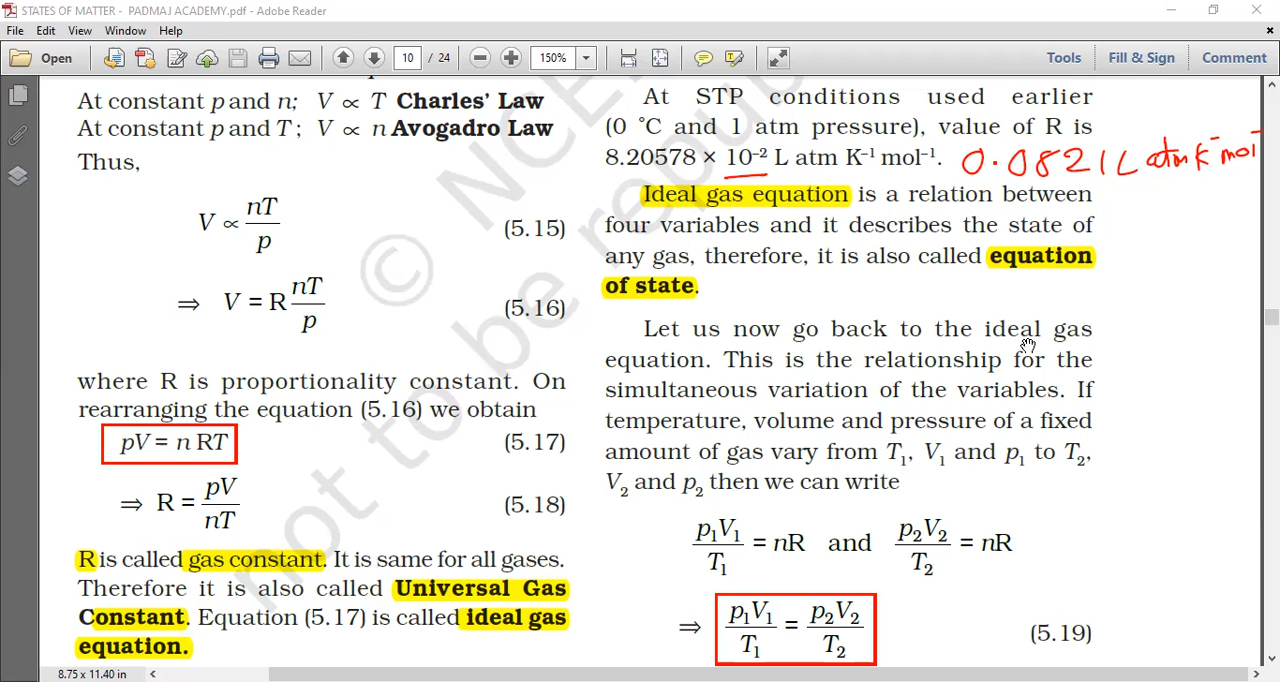 STATES OF MATTER - PADMAJ ACADEMY.pdf - Adobe Reader
File Edit View Window Help
Open 10 / 24 150% Tools Fill & Sign Comment
At constant p and n; V ∝ T Charles' Law
At constant p and T ; V ∝ n Avogadro Law
Thus,
V ∝ nT/p (5.15)
⇒ V = R nT/p (5.16)
where R is proportionality constant. On
rearranging the equation (5.16) we obtain
pV = n RT (5.17)
⇒ R = pV/nT (5.18)
R is called gas constant. It is same for all gases.
Therefore it is also called Universal Gas
Constant. Equation (5.17) is called ideal gas
equation.
At STP conditions used earlier
(0 °C and 1 atm pressure), value of R is
8.20578 × 10⁻² L atm K⁻¹ mol⁻¹. 0.0821 L atm K⁻ mol⁻
Ideal gas equation is a relation between
four variables and it describes the state of
any gas, therefore, it is also called equation
of state.
Let us now go back to the ideal gas
equation. This is the relationship for the
simultaneous variation of the variables. If
temperature, volume and pressure of a fixed
amount of gas vary from T₁, V₁ and p₁ to T₂,
V₂ and p₂ then we can write
p₁V₁/T₁ = nR and p₂V₂/T₂ = nR
⇒ p₁V₁/T₁ = p₂V₂/T₂ (5.19)
© NCE
not to be repu
8.75 x 11.40 in